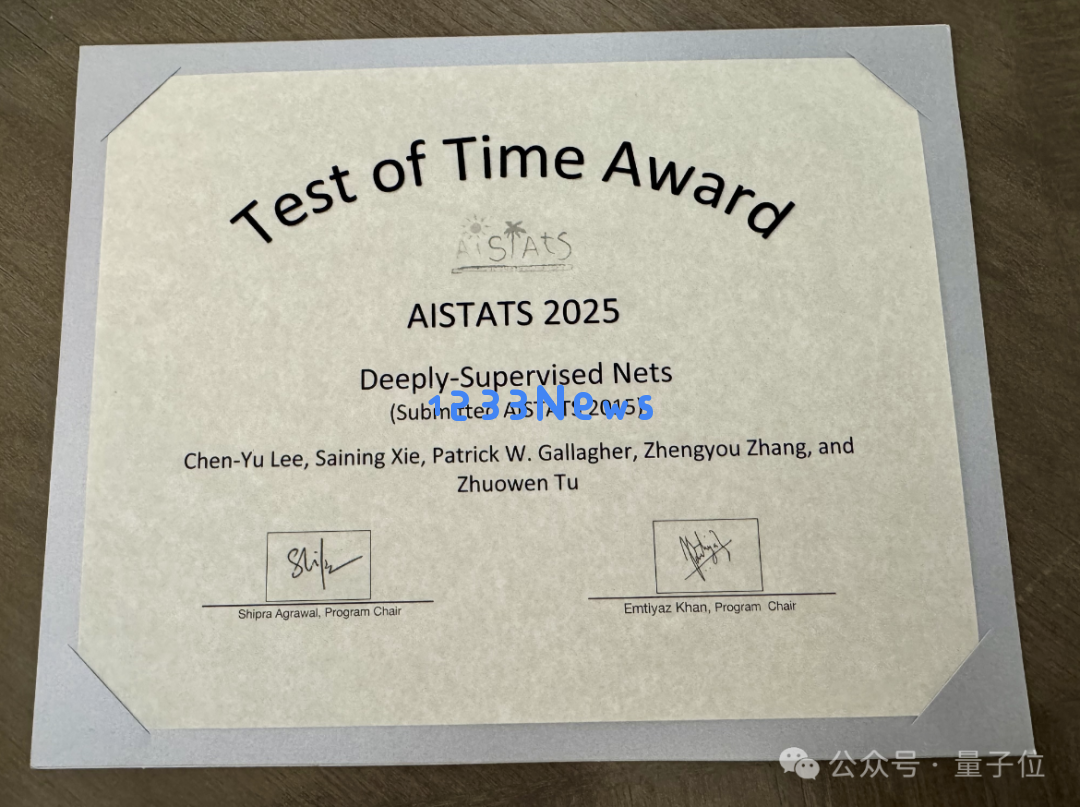 Test of Time Award
AISTATS
AISTATS 2025
Deeply-Supervised Nets
(Submitted AISTATS 2015)
1233News
Chen-Yu Lee, Saining Xie, Patrick W. Gallagher, Zhengyou Zhang, and
Zhuowen Tu
Shipra Agrawal, Program Chair
Emtiyaz Khan, Program Chair
公众号 · 量子位